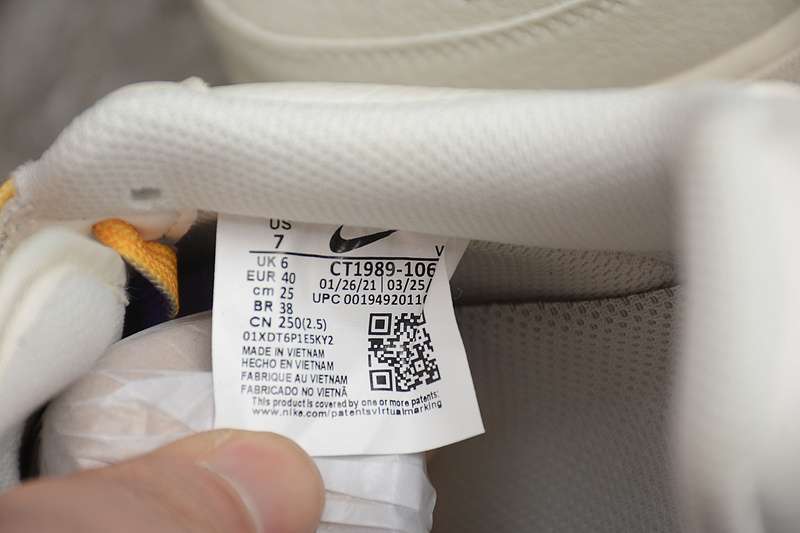 US
7
V
UK 6
EUR 40
cm 25
BR 38
CN 250(2.5)
CT1989-106
01/26/21 03/25/
UPC 0019492011
01XDT6P1E5KY2
MADE IN VIETNAM
HECHO EN VIETNAM
FABRIQUE AU VIETNAM
FABRICADO NO VIETNÃ
This product is covered by one or more patents:
www.nike.com/patentsvirtualmarking